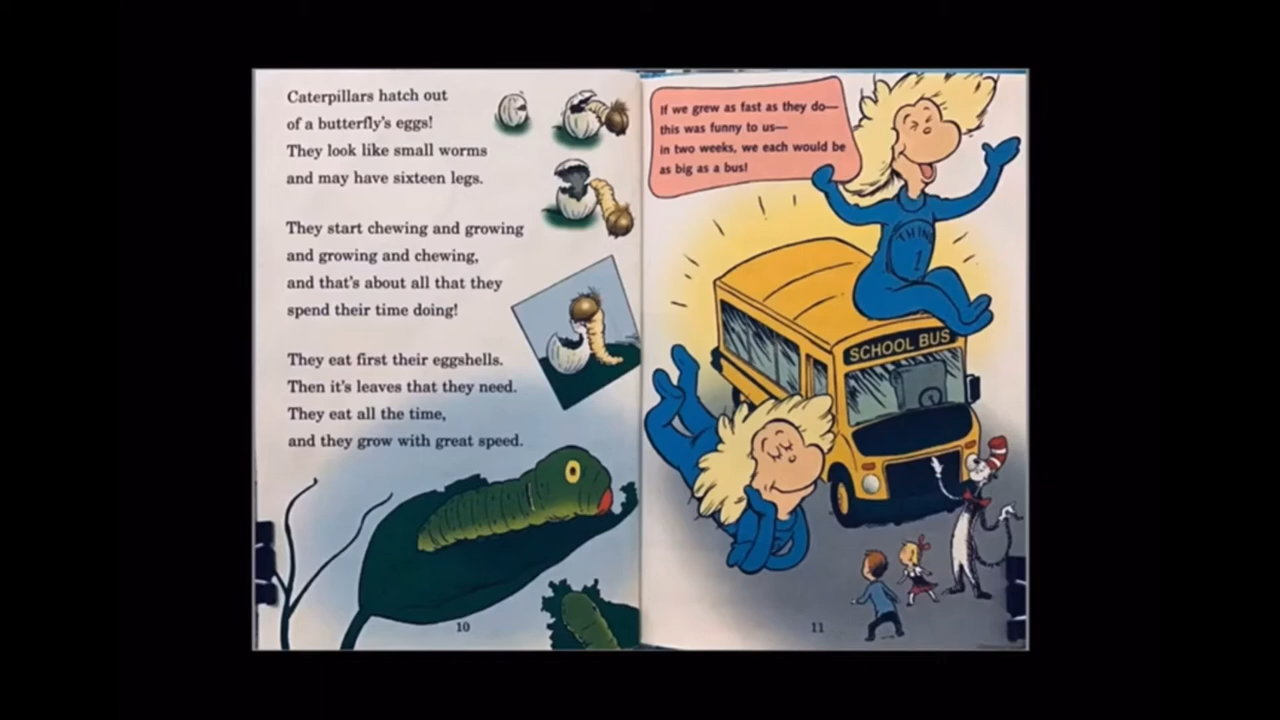 Caterpillars hatch out
of a butterfly's eggs!
They look like small worms
and may have sixteen legs.
They start chewing and growing
and growing and chewing,
and that's about all that they
spend their time doing!
They eat first their eggshells.
Then it's leaves that they need.
They eat all the time,
and they grow with great speed.
10
If we grew as fast as they do—
this was funny to us—
in two weeks, we each would be
as big as a bus!
THING
1
SCHOOL BUS
11